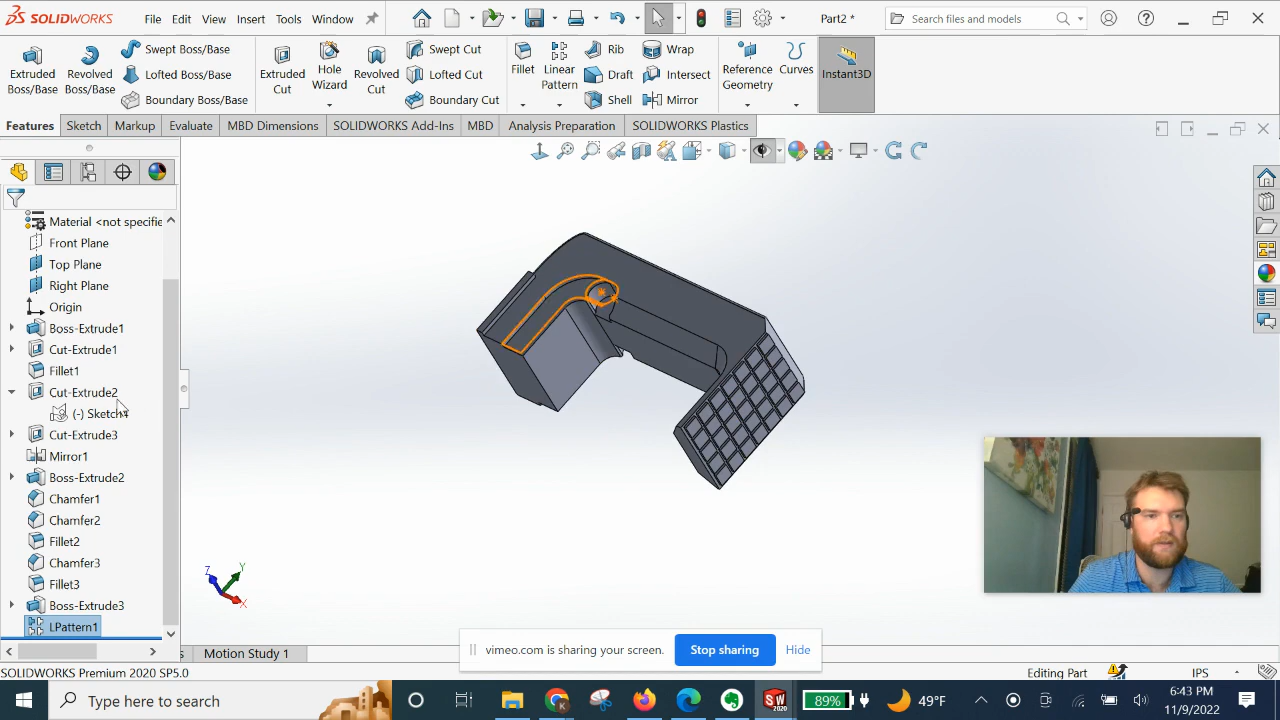 SOLIDWORKS File Edit View Insert Tools Window Part2 * Search files and models
Extruded Boss/Base
Revolved Boss/Base
Swept Boss/Base
Lofted Boss/Base
Boundary Boss/Base
Extruded Cut
Hole Wizard
Revolved Cut
Swept Cut
Lofted Cut
Boundary Cut
Fillet
Linear Pattern
Rib
Draft
Shell
Wrap
Intersect
Mirror
Reference Geometry
Curves
Instant3D
Features Sketch Markup Evaluate MBD Dimensions SOLIDWORKS Add-Ins MBD Analysis Preparation SOLIDWORKS Plastics
Material <not specifie
Front Plane
Top Plane
Right Plane
Origin
Boss-Extrude1
Cut-Extrude1
Fillet1
Cut-Extrude2
(-) Sketch
Cut-Extrude3
Mirror1
Boss-Extrude2
Chamfer1
Chamfer2
Fillet2
Chamfer3
Fillet3
Boss-Extrude3
LPattern1
Z Y X
s Motion Study 1
vimeo.com is sharing your screen. Stop sharing Hide
SOLIDWORKS Premium 2020 SP5.0 Editing Part IPS
Type here to search
SW 2020
89%
49°F
6:43 PM
11/9/2022